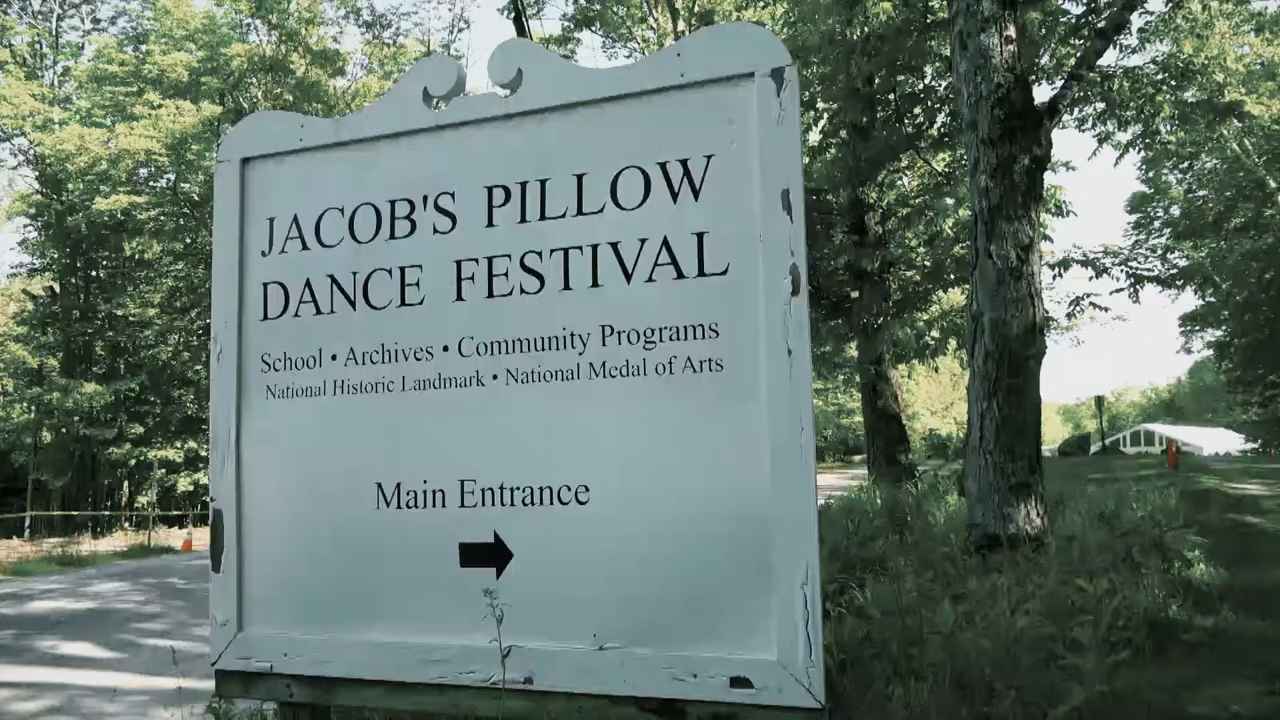 JACOB'S PILLOW
DANCE FESTIVAL
School • Archives • Community Programs
National Historic Landmark • National Medal of Arts
Main Entrance